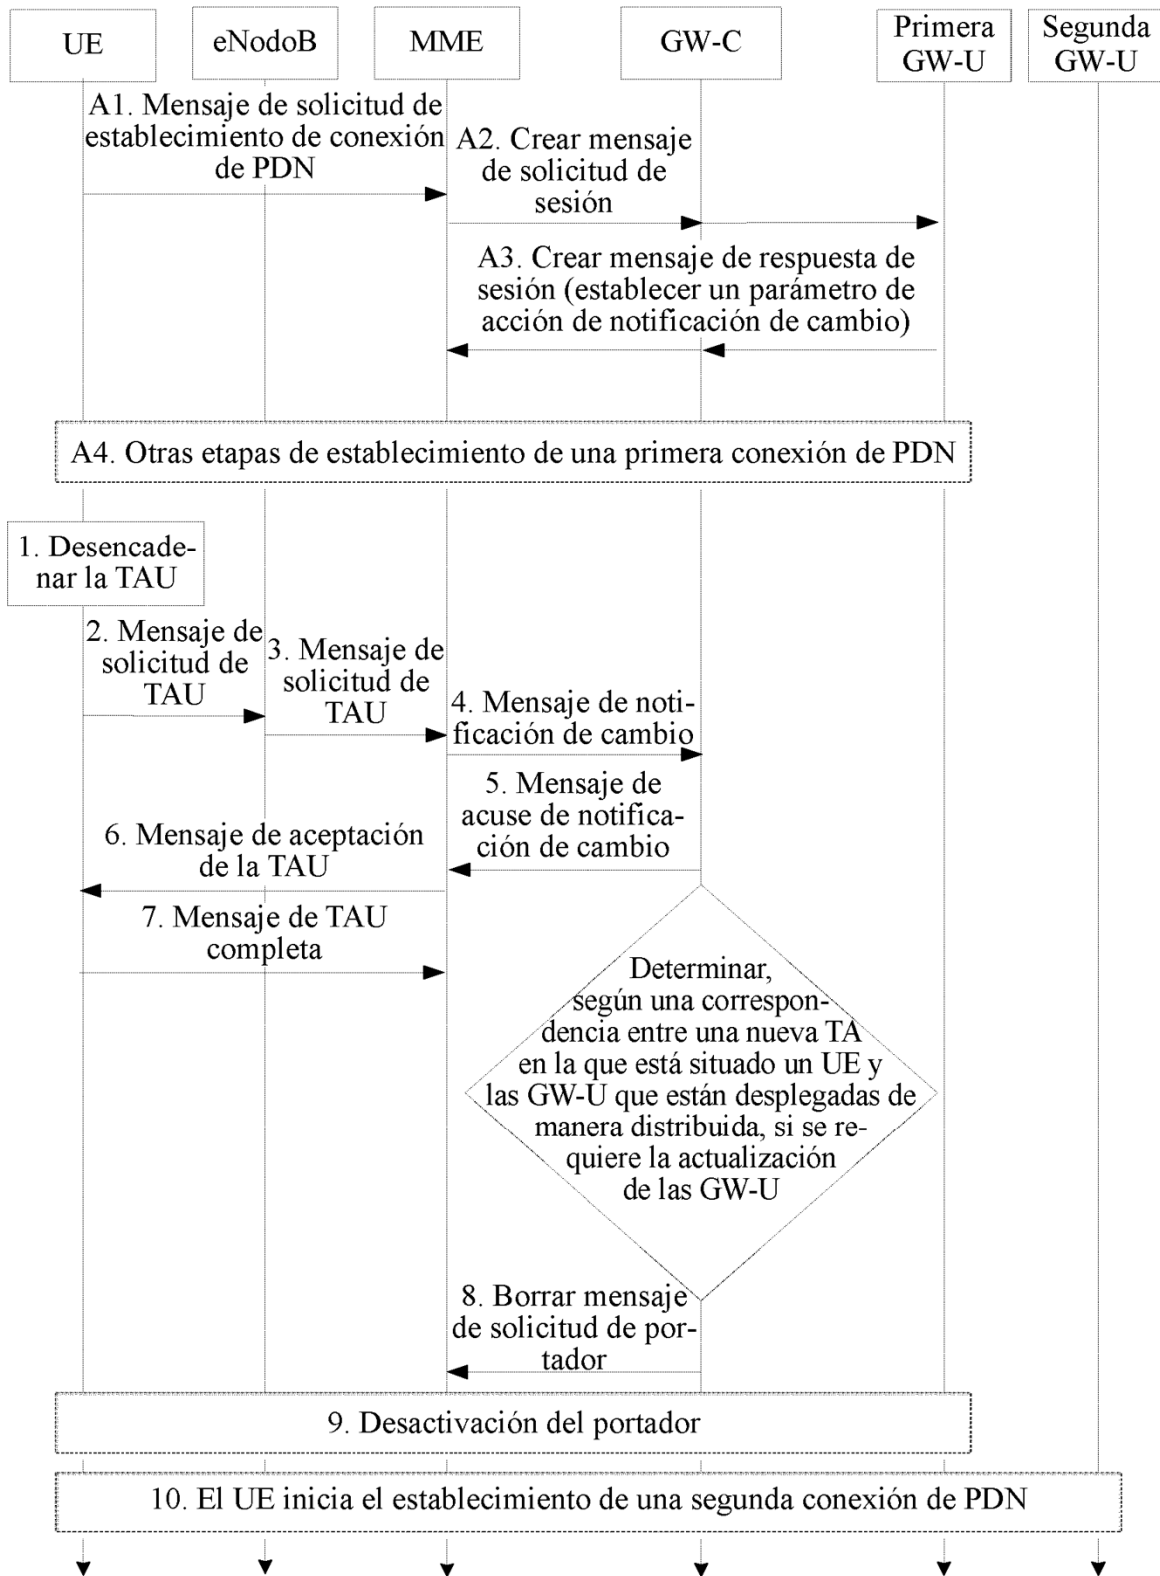 UE
eNodoB
MME
GW-C
Primera
GW-U
Segunda
GW-U
A1. Mensaje de solicitud de
establecimiento de conexión
de PDN
A2. Crear mensaje
de solicitud de
sesión
A3. Crear mensaje de respuesta de
sesión (establecer un parámetro de
acción de notificación de cambio)
A4. Otras etapas de establecimiento de una primera conexión de PDN
1. Desencade-
nar la TAU
2. Mensaje de
solicitud de
TAU
3. Mensaje de
solicitud de
TAU
4. Mensaje de noti-
ficación de cambio
5. Mensaje de
acuse de notifica-
ción de cambio
6. Mensaje de aceptación
de la TAU
7. Mensaje de TAU
completa
Determinar,
según una correspon-
dencia entre una nueva TA
en la que está situado un UE y
las GW-U que están desplegadas de
manera distribuida, si se re-
quiere la actualización
de las GW-U
8. Borrar mensaje
de solicitud de por-
tador
9. Desactivación del portador
10. El UE inicia el establecimiento de una segunda conexión de PDN